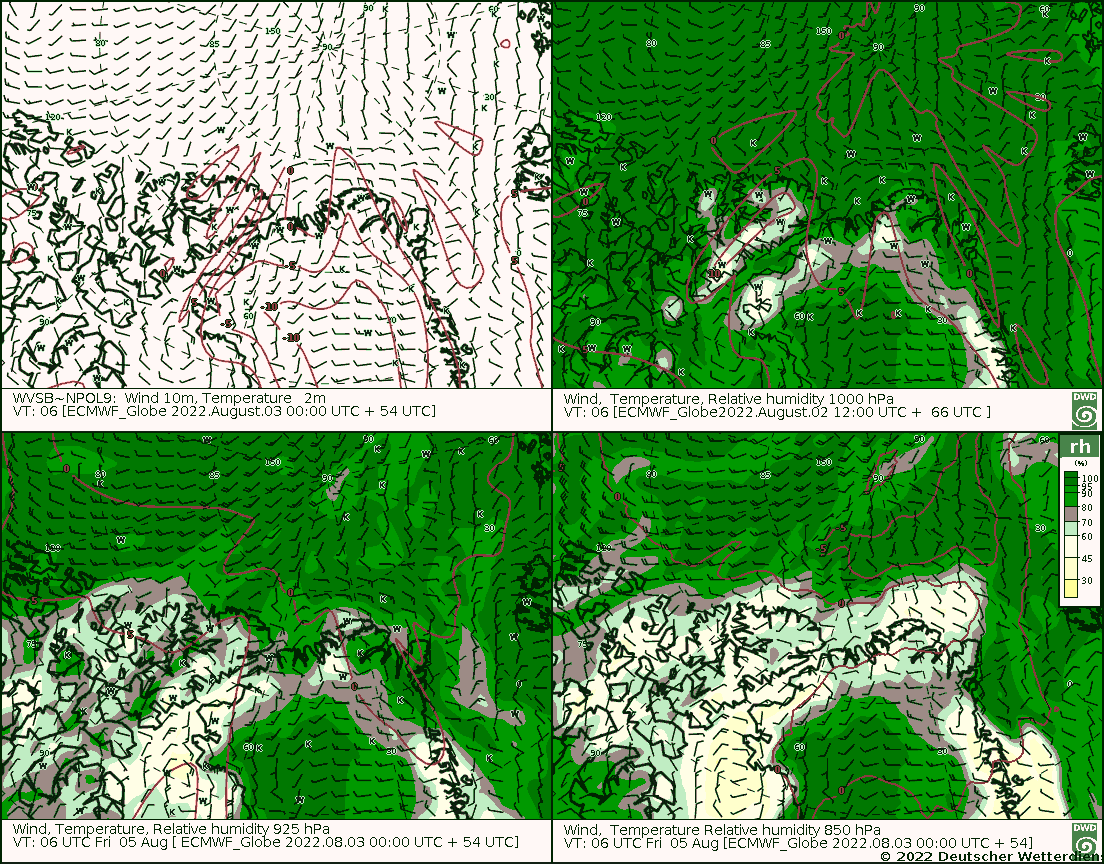 WVSB~NPOL9:  Wind 10m, Temperature   2m
VT: 06 [ECMWF_Globe 2022.August.03 00:00 UTC + 54 UTC]
Wind,  Temperature, Relative humidity 1000 hPa
VT: 06 [ECMWF_Globe2022.August.02 12:00 UTC +  66 UTC ]
DWD
rh
(%)
100
95
90
80
70
60
45
30
Wind, Temperature, Relative humidity 925 hPa
VT: 06 UTC Fri  05 Aug [ ECMWF_Globe 2022.08.03 00:00 UTC + 54 UTC]
Wind,  Temperature Relative humidity 850 hPa
VT: 06 UTC Fri  05 Aug [ECMWF_Globe 2022.08.03 00:00 UTC + 54]
DWD
© 2022 Deutscher Wetterdien